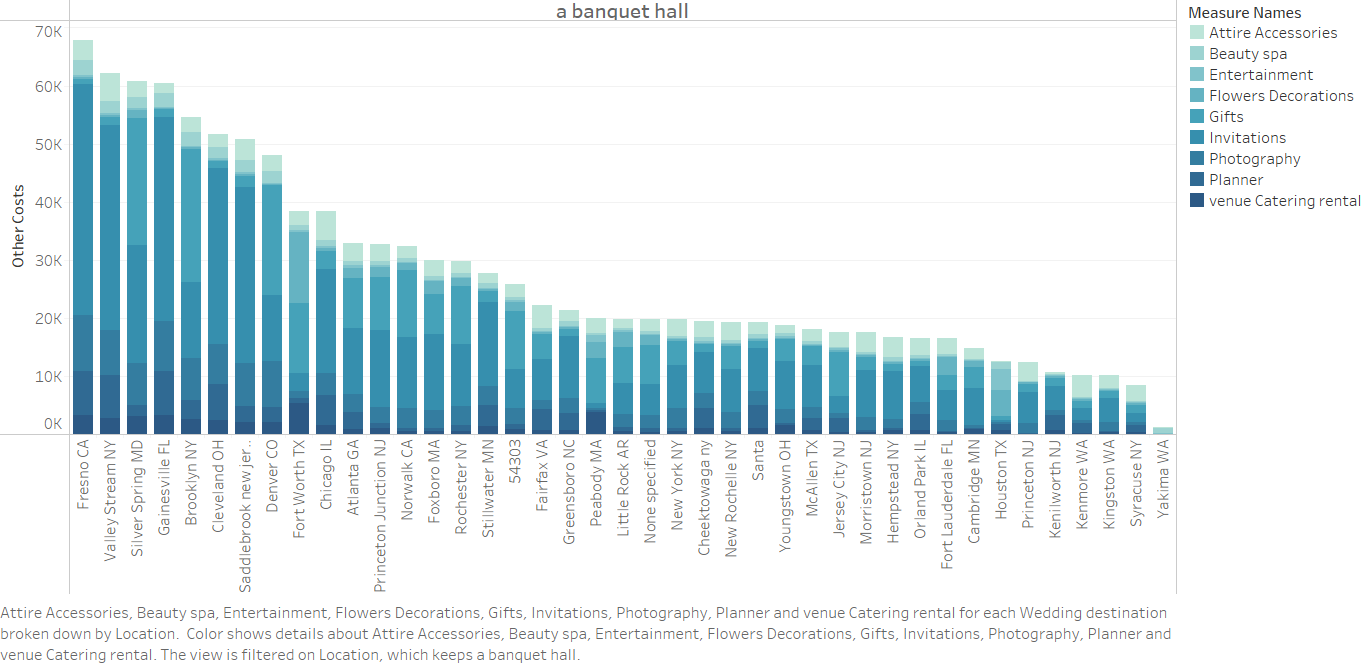 a banquet hall
Measure Names
Attire Accessories
Beauty spa
Entertainment
Flowers Decorations
Gifts
Invitations
Photography
Planner
venue Catering rental
Other Costs
70K
60K
50K
40K
30K
20K
10K
0K
Fresno CA
Valley Stream NY
Silver Spring MD
Gainesville FL
Brooklyn NY
Cleveland OH
Saddlebrook new jer..
Denver CO
Fort Worth TX
Chicago IL
Atlanta GA
Princeton Junction NJ
Norwalk CA
Foxboro MA
Rochester NY
Stillwater MN
54303
Fairfax VA
Greensboro NC
Peabody MA
Little Rock AR
None specified
New York NY
Cheektowaga ny
New Rochelle NY
Santa
Youngstown OH
McAllen TX
Jersey City NJ
Morristown NJ
Hempstead NY
Orland Park IL
Fort Lauderdale FL
Cambridge MN
Houston TX
Princeton NJ
Kenilworth NJ
Kenmore WA
Kingston WA
Syracuse NY
Yakima WA
Attire Accessories, Beauty spa, Entertainment, Flowers Decorations, Gifts, Invitations, Photography, Planner and venue Catering rental for each Wedding destination
broken down by Location. Color shows details about Attire Accessories, Beauty spa, Entertainment, Flowers Decorations, Gifts, Invitations, Photography, Planner and
venue Catering rental. The view is filtered on Location, which keeps a banquet hall.